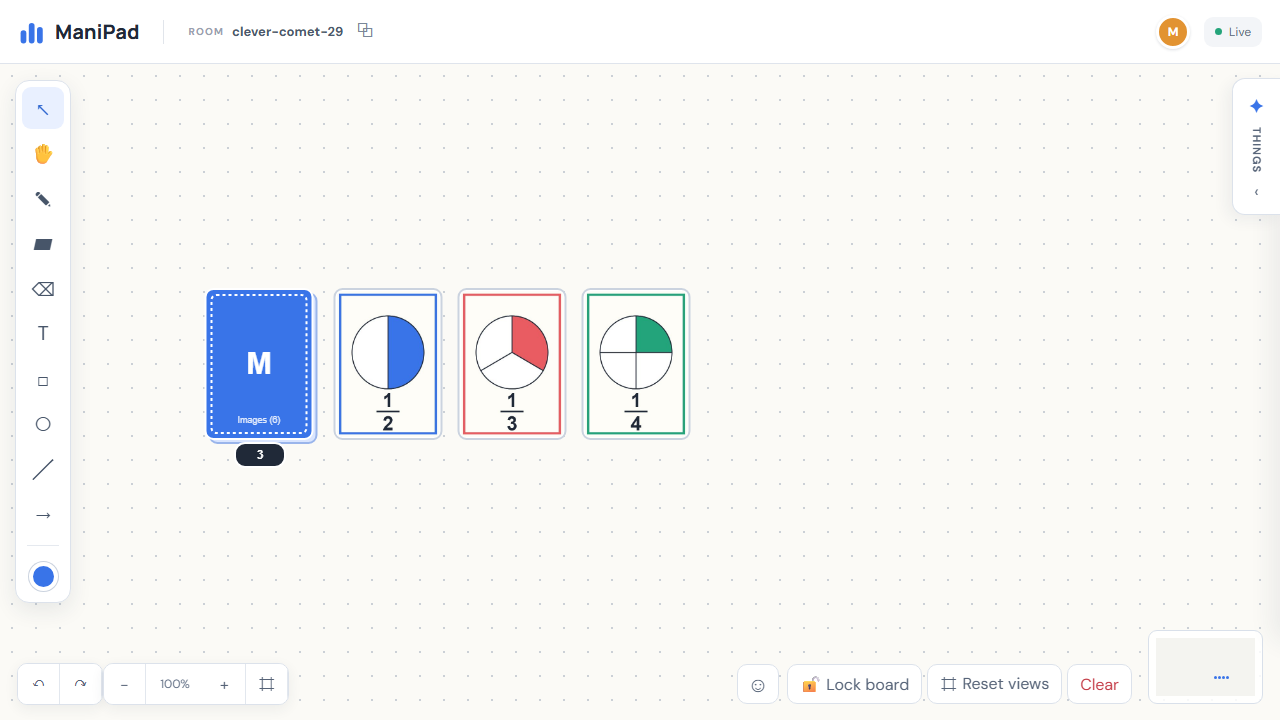 ManiPad
ROOM clever-comet-29
M
Live
THINGS
T
M
Images (6)
3
1
2
1
3
1
4
100%
Lock board
Reset views
Clear